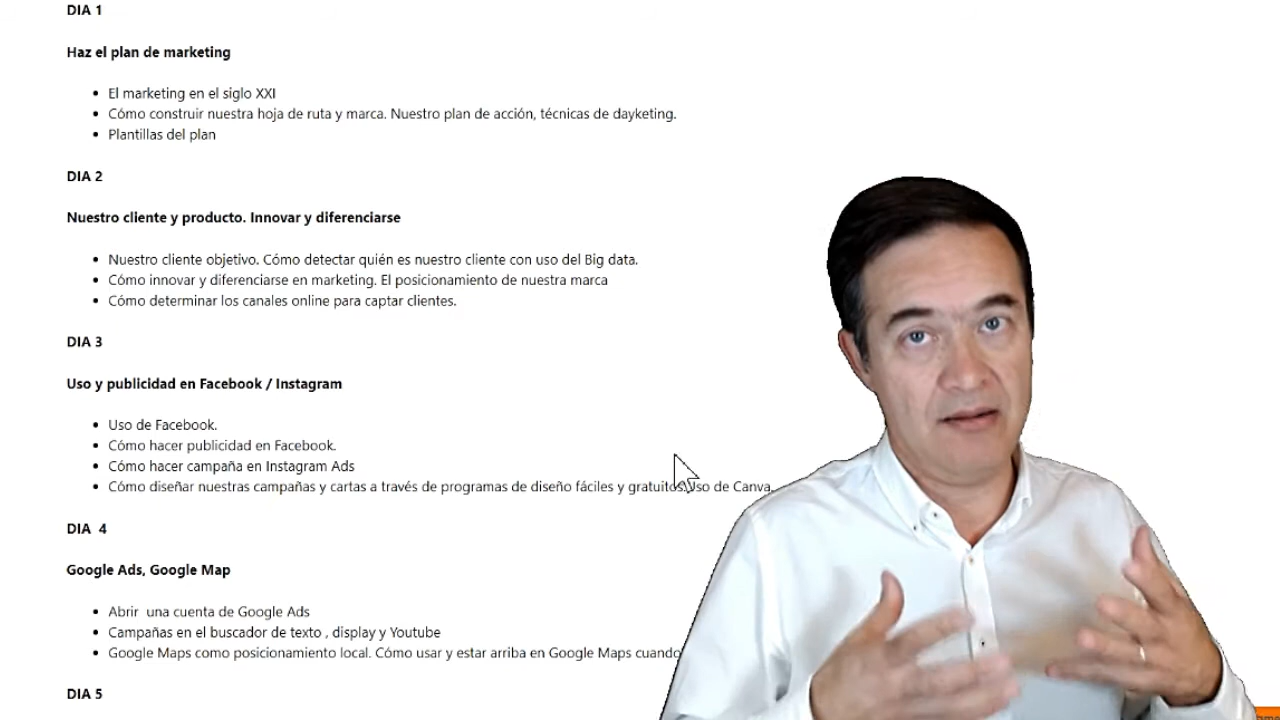 DIA 1
Haz el plan de marketing
El marketing en el siglo XXI
Cómo construir nuestra hoja de ruta y marca. Nuestro plan de acción, técnicas de dayketing.
Plantillas del plan
DIA 2
Nuestro cliente y producto. Innovar y diferenciarse
Nuestro cliente objetivo. Cómo detectar quién es nuestro cliente con uso del Big data.
Cómo innovar y diferenciarse en marketing. El posicionamiento de nuestra marca
Cómo determinar los canales online para captar clientes.
DIA 3
Uso y publicidad en Facebook / Instagram
Uso de Facebook.
Cómo hacer publicidad en Facebook.
Cómo hacer campaña en Instagram Ads
Cómo diseñar nuestras campañas y cartas a través de programas de diseño fáciles y gratuitos. Uso de Canva.
DIA 4
Google Ads, Google Map
Abrir una cuenta de Google Ads
Campañas en el buscador de texto , display y Youtube
Google Maps como posicionamiento local. Cómo usar y estar arriba en Google Maps cuando
DIA 5